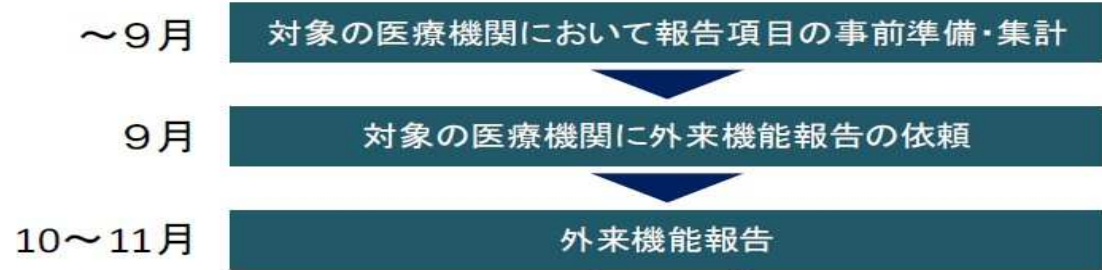 ～９月
対象の医療機関において報告項目の事前準備・集計
９月
対象の医療機関に外来機能報告の依頼
10～11月
外来機能報告